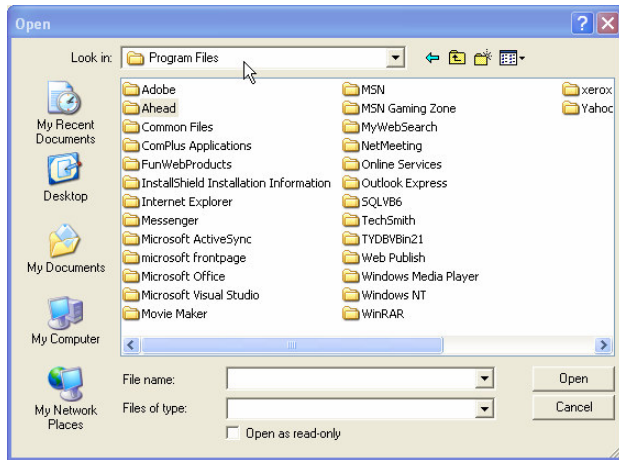 Open
Look in: Program Files
My Recent
Documents
Desktop
My Documents
My Computer
My Network
Places
Adobe
Ahead
Common Files
ComPlus Applications
FunWebProducts
InstallShield Installation Information
Internet Explorer
Messenger
Microsoft ActiveSync
microsoft frontpage
Microsoft Office
Microsoft Visual Studio
Movie Maker
MSN
MSN Gaming Zone
MyWebSearch
NetMeeting
Online Services
Outlook Express
SQLVB6
TechSmith
TYDBVBin21
Web Publish
Windows Media Player
Windows NT
WinRAR
xerox
Yahoo
File name:
Open
Files of type:
Cancel
Open as read-only